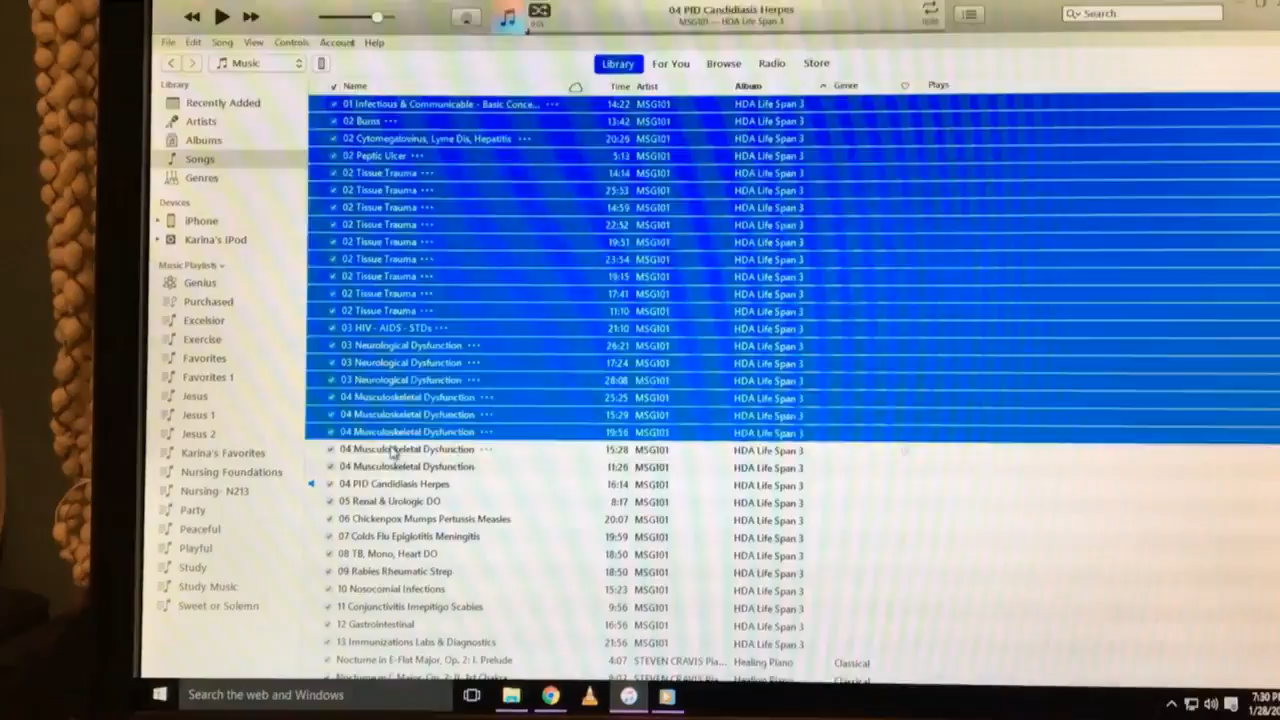 04 PID Candidiasis Herpes
MSG101 — HDA Life Span 3
Search
File Edit Song View Controls Account Help
Music
Library For You Browse Radio Store
Library
Name Time Artist Album Genre Plays
Recently Added
Artists
Albums
Songs
Genres
Devices
iPhone
Karina's iPod
Music Playlists
Genius
Purchased
Excelsior
Exercise
Favorites
Favorites 1
Jesus
Jesus 1
Jesus 2
Karina's Favorites
Nursing Foundations
Nursing- N213
Party
Peaceful
Playful
Study
Study Music
Sweet or Solemn
01 Infectious & Communicable - Basic Conce... 14:22 MSG101 HDA Life Span 3
02 Burns 13:42 MSG101 HDA Life Span 3
02 Cytomegalovirus, Lyme Dis, Hepatitis 20:26 MSG101 HDA Life Span 3
02 Peptic Ulcer 5:13 MSG101 HDA Life Span 3
02 Tissue Trauma 14:14 MSG101 HDA Life Span 3
02 Tissue Trauma 25:53 MSG101 HDA Life Span 3
02 Tissue Trauma 14:59 MSG101 HDA Life Span 3
02 Tissue Trauma 22:52 MSG101 HDA Life Span 3
02 Tissue Trauma 19:51 MSG101 HDA Life Span 3
02 Tissue Trauma 23:54 MSG101 HDA Life Span 3
02 Tissue Trauma 19:15 MSG101 HDA Life Span 3
02 Tissue Trauma 17:41 MSG101 HDA Life Span 3
02 Tissue Trauma 11:10 MSG101 HDA Life Span 3
03 HIV - AIDS - STDs 21:10 MSG101 HDA Life Span 3
03 Neurological Dysfunction 26:21 MSG101 HDA Life Span 3
03 Neurological Dysfunction 17:24 MSG101 HDA Life Span 3
03 Neurological Dysfunction 28:08 MSG101 HDA Life Span 3
04 Musculoskeletal Dysfunction 25:25 MSG101 HDA Life Span 3
04 Musculoskeletal Dysfunction 15:29 MSG101 HDA Life Span 3
04 Musculoskeletal Dysfunction 19:56 MSG101 HDA Life Span 3
04 Musculoskeletal Dysfunction 15:28 MSG101 HDA Life Span 3
04 Musculoskeletal Dysfunction 11:26 MSG101 HDA Life Span 3
04 PID Candidiasis Herpes 16:14 MSG101 HDA Life Span 3
05 Renal & Urologic DO 8:17 MSG101 HDA Life Span 3
06 Chickenpox Mumps Pertussis Measles 20:07 MSG101 HDA Life Span 3
07 Colds Flu Epiglotitis Meningitis 19:59 MSG101 HDA Life Span 3
08 TB, Mono, Heart DO 18:50 MSG101 HDA Life Span 3
09 Rabies Rheumatic Strep 18:50 MSG101 HDA Life Span 3
10 Nosocomial Infections 15:23 MSG101 HDA Life Span 3
11 Conjunctivitis Impetigo Scabies 9:56 MSG101 HDA Life Span 3
12 Gastrointestinal 16:56 MSG101 HDA Life Span 3
13 Immunizations Labs & Diagnostics 21:56 MSG101 HDA Life Span 3
Nocturne in E-Flat Major, Op. 2: I. Prelude 4:07 STEVEN CRAVIS Pia... Healing Piano Classical
Search the web and Windows
7:30 P
1/28/20